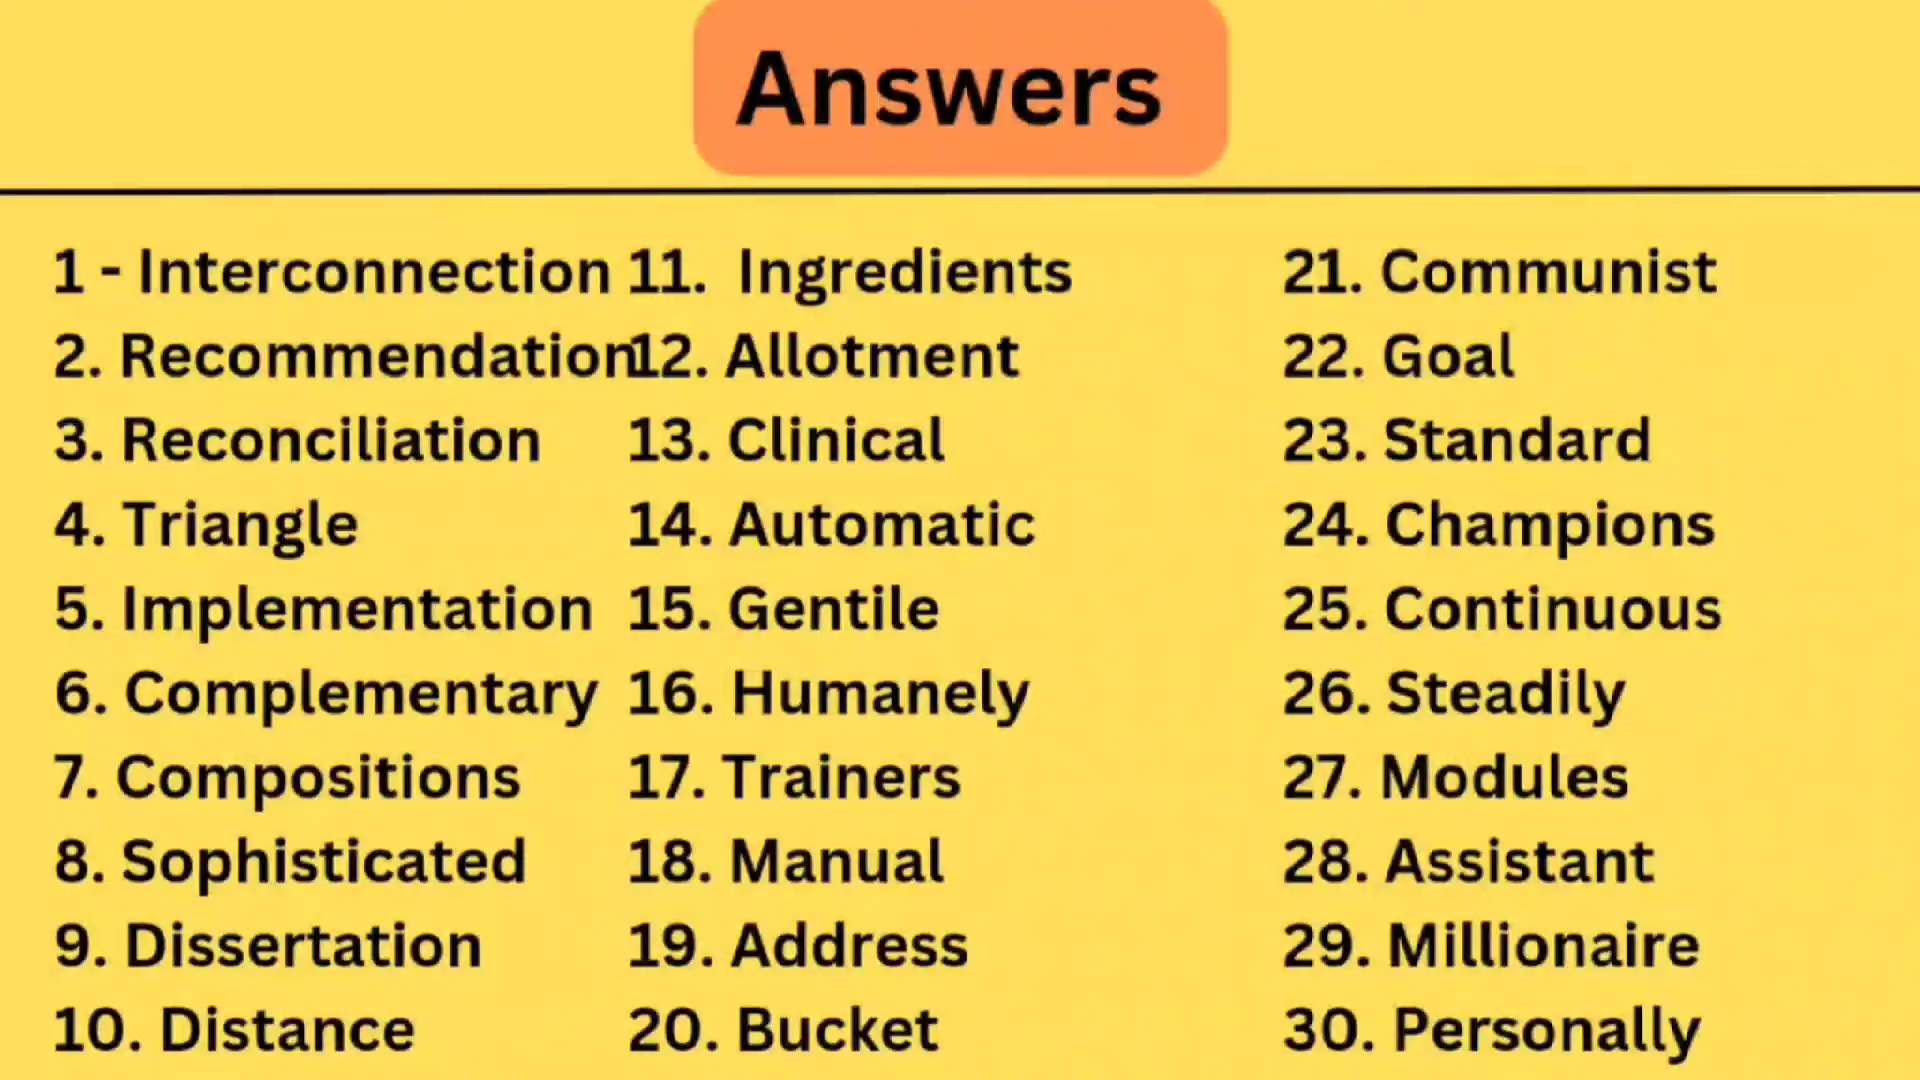 Answers
1 - Interconnection
2. Recommendation
3. Reconciliation
4. Triangle
5. Implementation
6. Complementary
7. Compositions
8. Sophisticated
9. Dissertation
10. Distance
11. Ingredients
12. Allotment
13. Clinical
14. Automatic
15. Gentile
16. Humanely
17. Trainers
18. Manual
19. Address
20. Bucket
21. Communist
22. Goal
23. Standard
24. Champions
25. Continuous
26. Steadily
27. Modules
28. Assistant
29. Millionaire
30. Personally